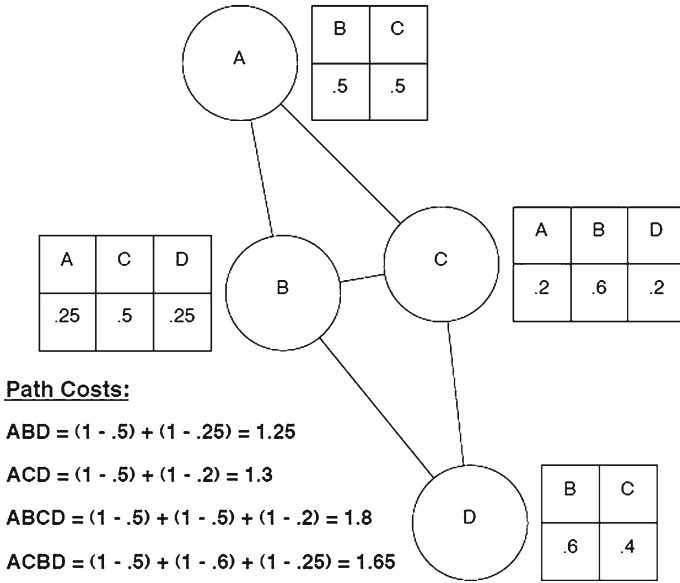 A
B C
.5 .5
A C D
.25 .5 .25
B
C
A B D
.2 .6 .2
Path Costs:
ABD = (1 - .5) + (1 - .25) = 1.25
ACD = (1 - .5) + (1 - .2) = 1.3
ABCD = (1 - .5) + (1 - .5) + (1 - .2) = 1.8
ACBD = (1 - .5) + (1 - .6) + (1 - .25) = 1.65
D
B C
.6 .4